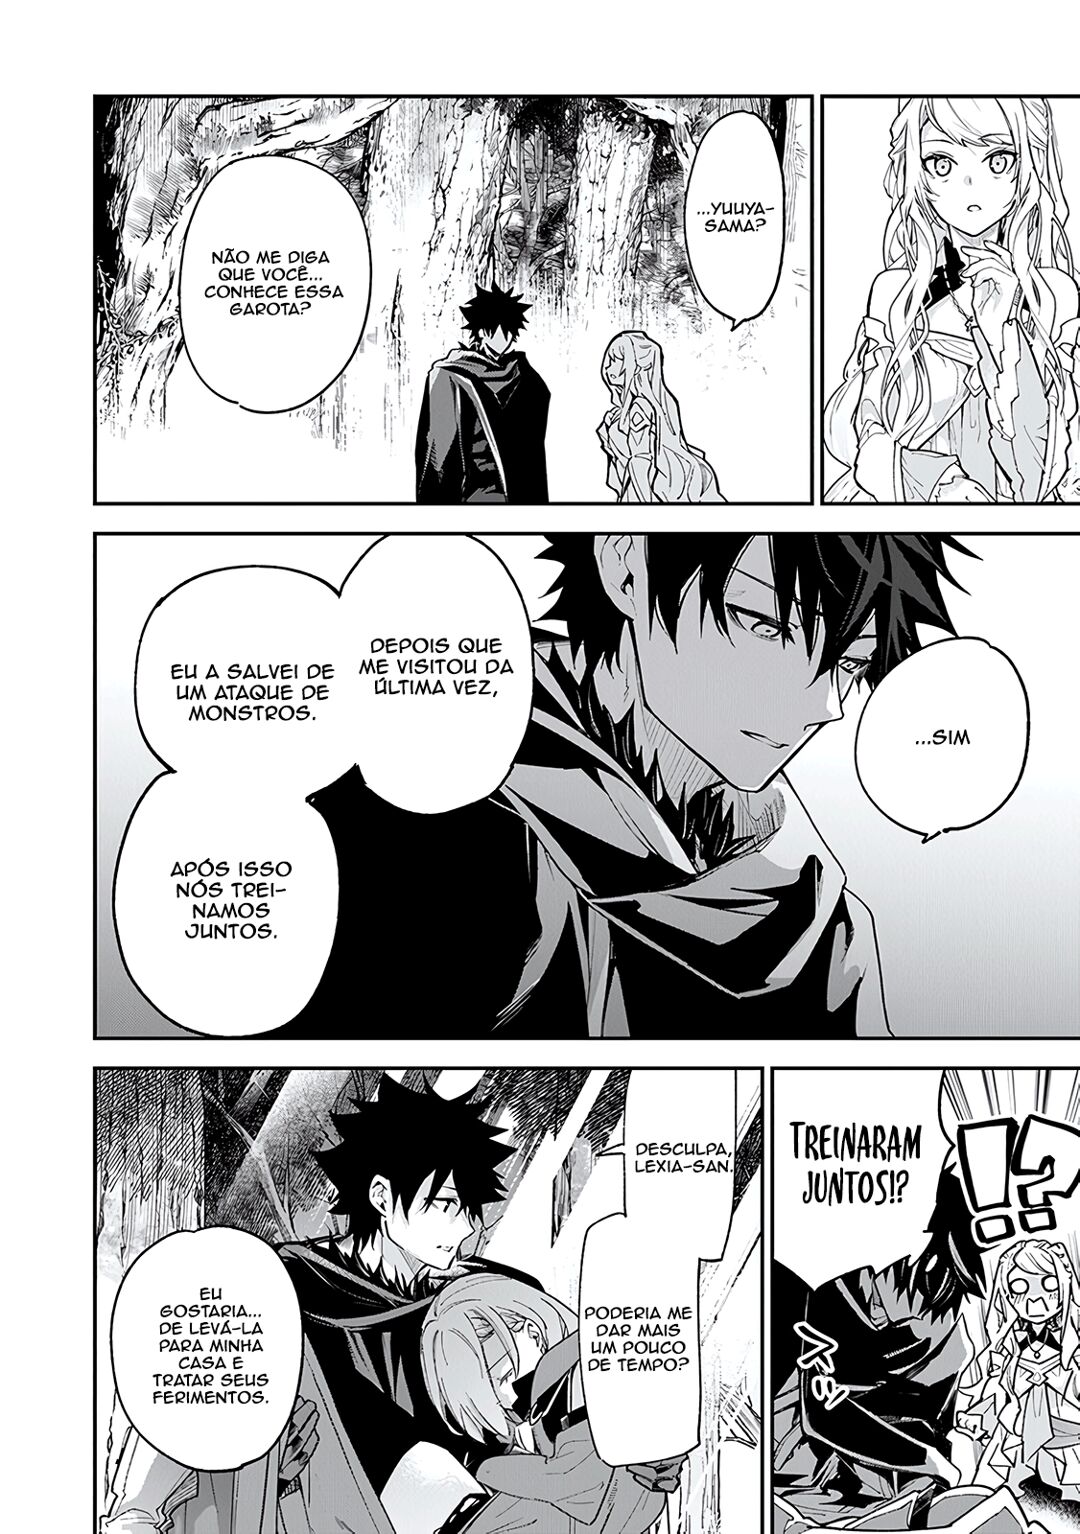 ...YUUYA-
SAMA?
NÃO ME DIGA
QUE VOCÊ...
CONHECE ESSA
GAROTA?
...SIM
DEPOIS QUE
ME VISITOU DA
ÚLTIMA VEZ,
EU A SALVEI DE
UM ATAQUE DE
MONSTROS.
APÓS ISSO
NÓS TREI-
NAMOS
JUNTOS.
TREINARAM
JUNTOS!?
!?
スッ
DESCULPA,
LEXIA-SAN.
PODERIA ME
DAR MAIS
UM POUCO
DE TEMPO?
EU
GOSTARIA...
DE LEVÁ-LA
PARA MINHA
CASA E
TRATAR SEUS
FERIMENTOS.